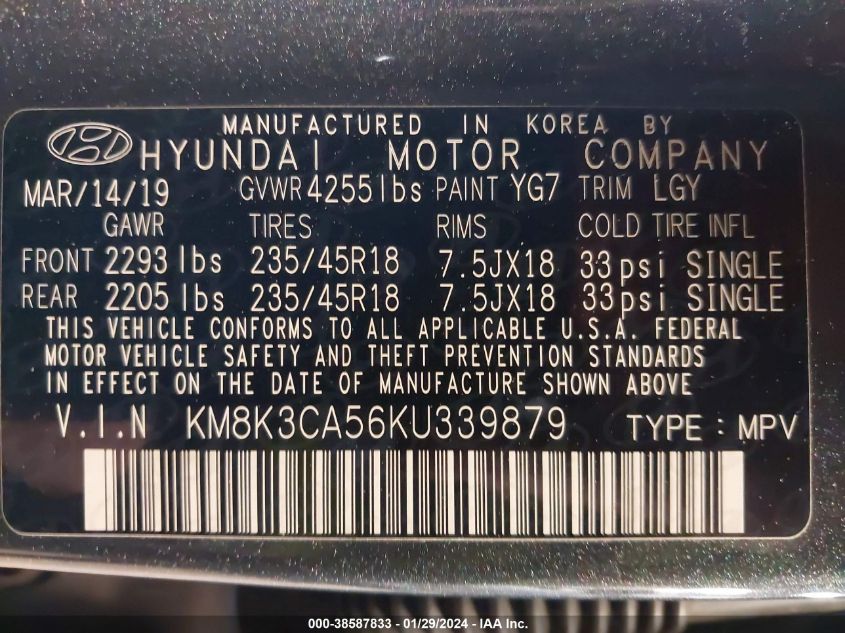 MANUFACTURED IN KOREA BY
HYUNDAI MOTOR COMPANY
MAR/14/19 GVWR 4255 lbs PAINT YG7 TRIM LGY
GAWR TIRES RIMS COLD TIRE INFL
FRONT 2293 lbs 235/45R18 7.5JX18 33psi SINGLE
REAR 2205 lbs 235/45R18 7.5JX18 33psi SINGLE
THIS VEHICLE CONFORMS TO ALL APPLICABLE U.S.A. FEDERAL
MOTOR VEHICLE SAFETY AND THEFT PREVENTION STANDARDS
IN EFFECT ON THE DATE OF MANUFACTURE SHOWN ABOVE
V.I.N KM8K3CA56KU339879 TYPE : MPV
000-38587833 - 01/29/2024 - IAA Inc.